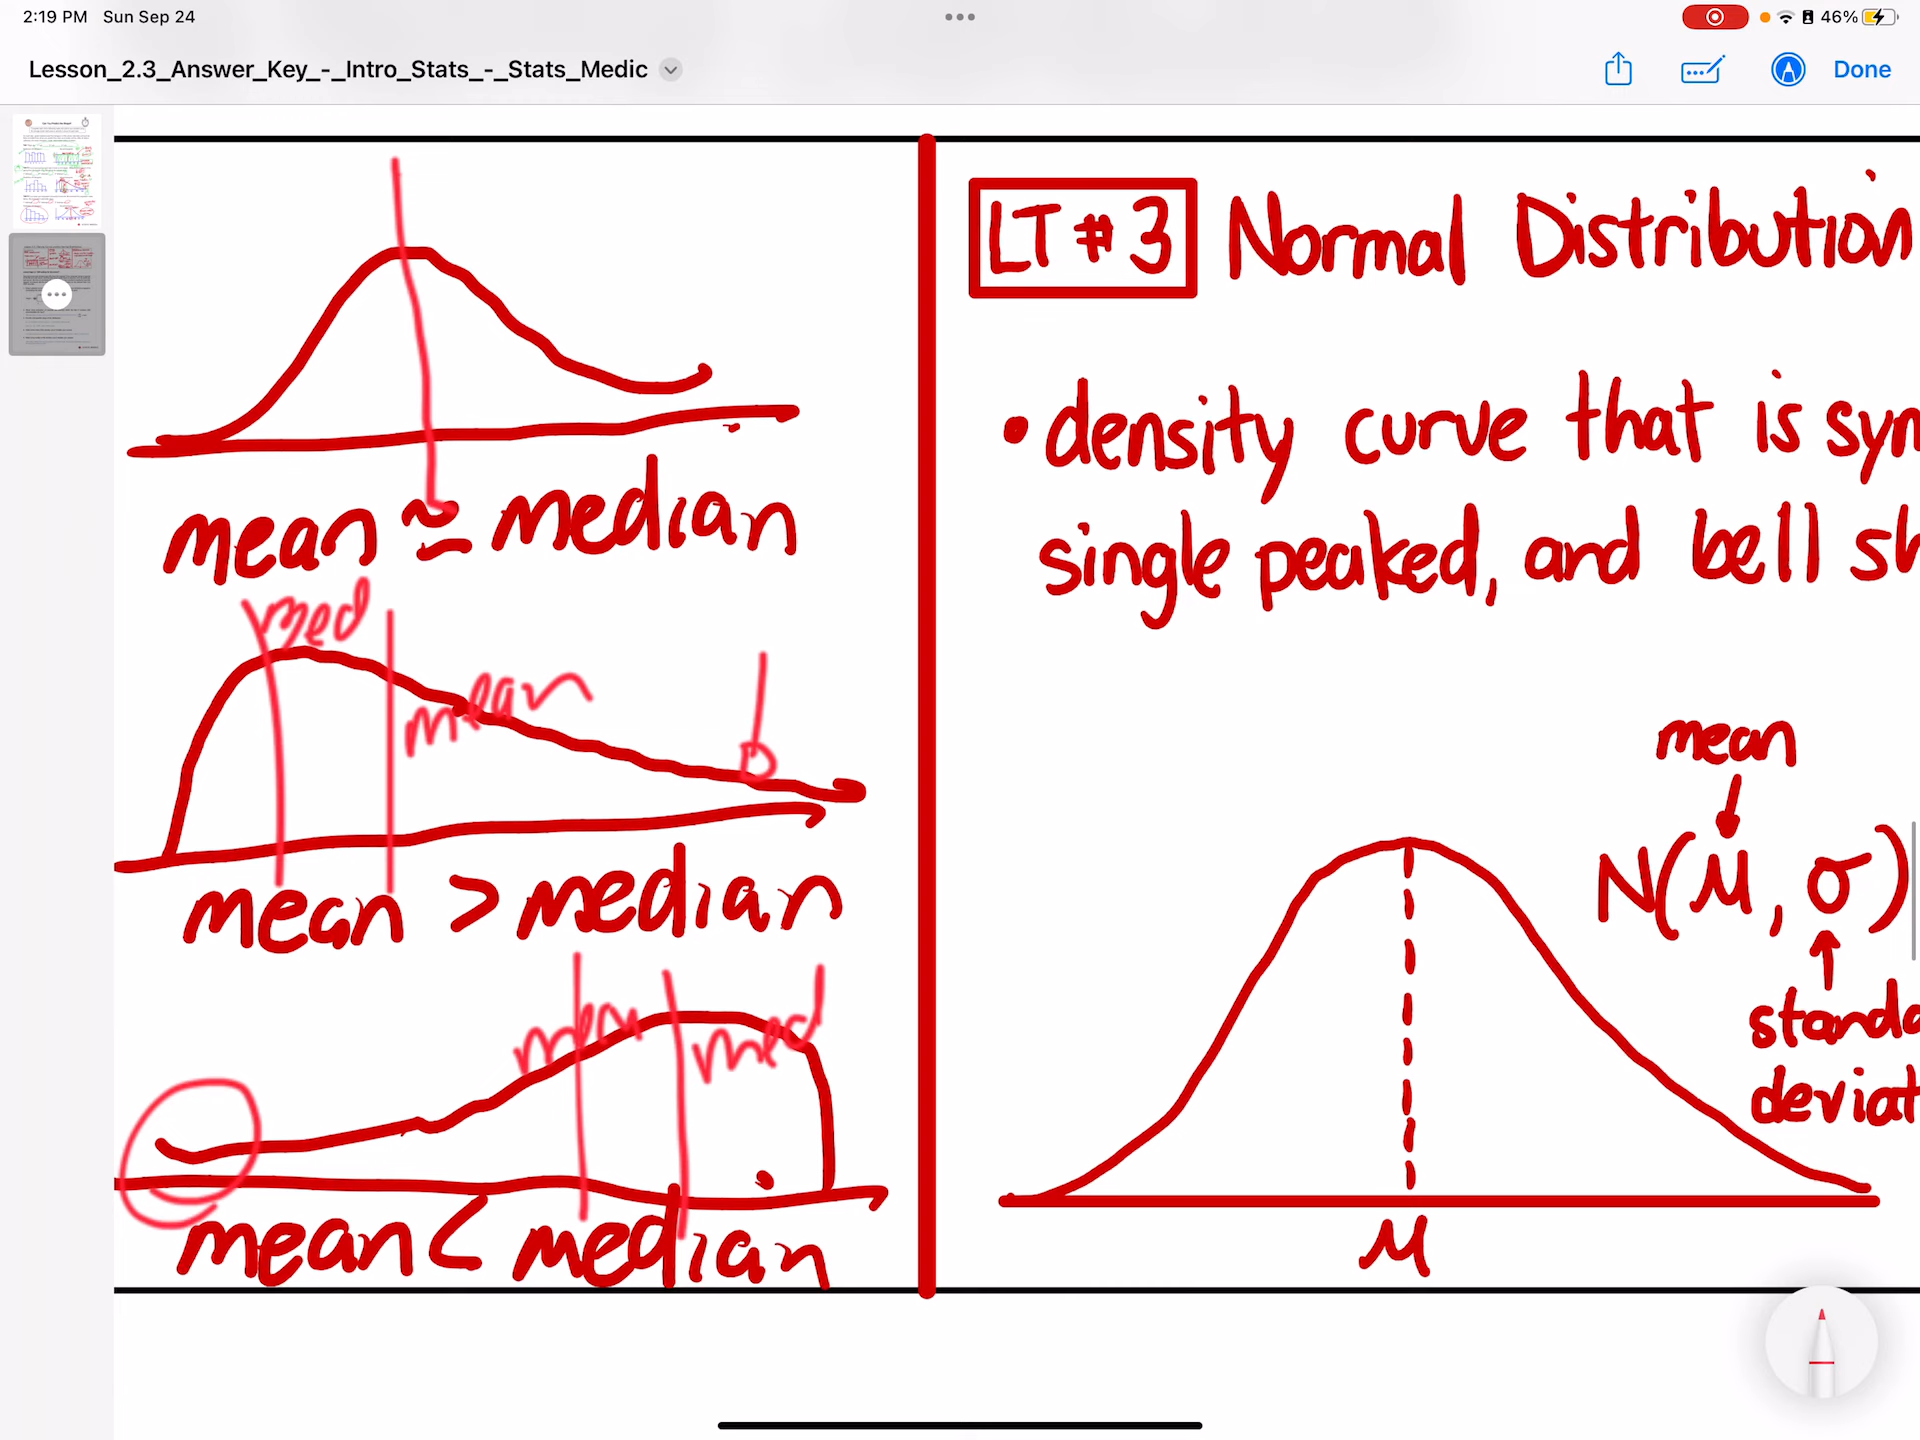 2:19 PM Sun Sep 24
46%
Lesson_2.3_Answer_Key_-_Intro_Stats_-_Stats_Medic
Done
mean ≃ median
med
mean
mean > median
mean
med
mean < median
LT #3 Normal Distribution
• density curve that is sym
single peaked, and bell sh
mean
N(μ, σ)
standa
deviat
μ